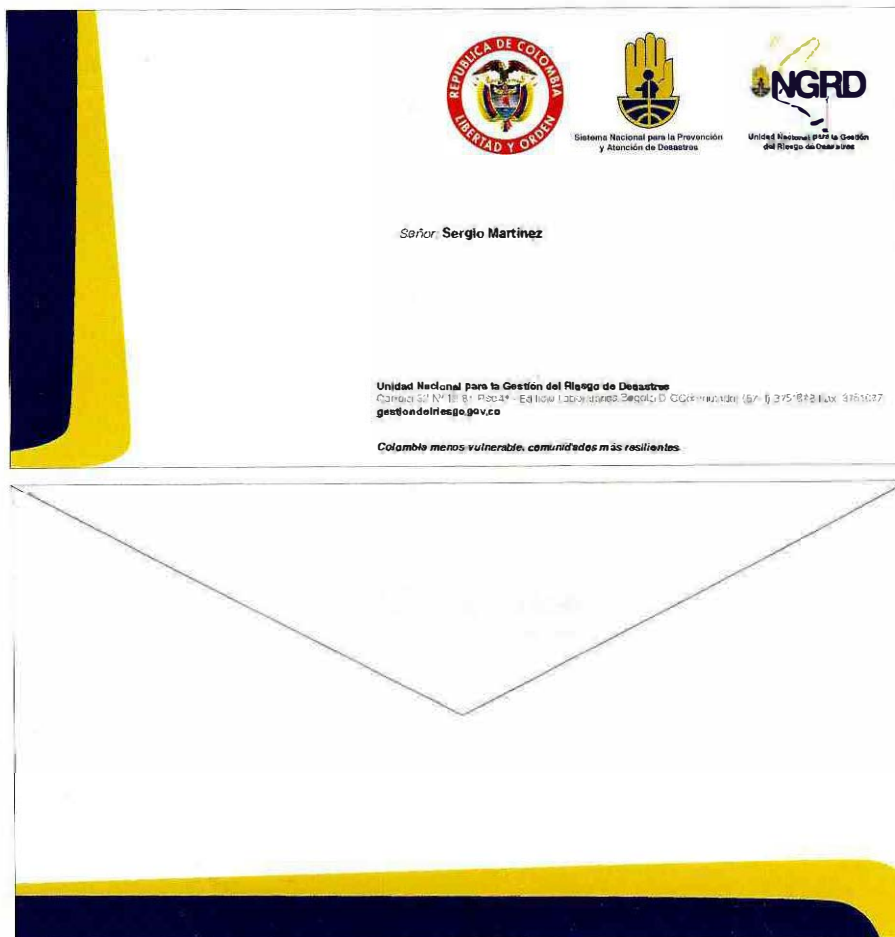 REPUBLICA DE COLOMBIA
LIBERTAD Y ORDEN
Sistema Nacional para la Prevención
y Atención de Desastres
NGRD
Unidad Nacional para la Gestión
del Riesgo de Desastres
Señor: Sergio Martinez
Unidad Nacional para la Gestión del Riesgo de Desastres
gestiondelriesgo.gov.co
Colombia menos vulnerable, comunidades más resilientes